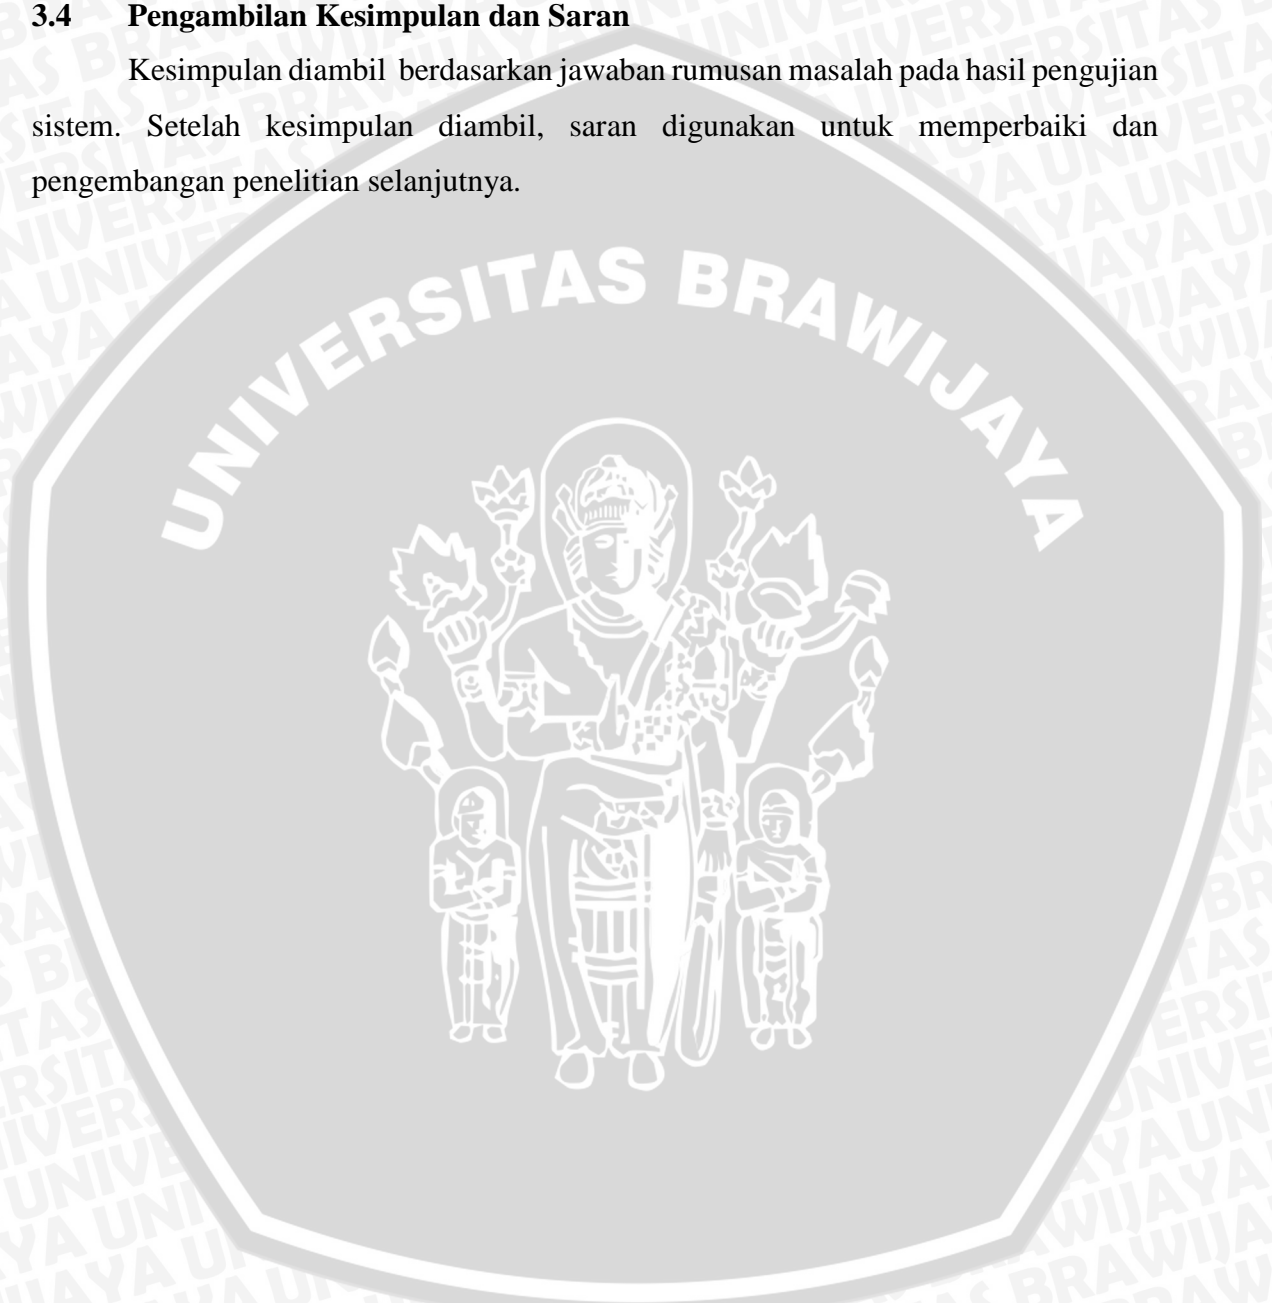 3.4 Pengambilan Kesimpulan dan Saran
Kesimpulan diambil berdasarkan jawaban rumusan masalah pada hasil pengujian
sistem. Setelah kesimpulan diambil, saran digunakan untuk memperbaiki dan
pengembangan penelitian selanjutnya.
UNIVERSITAS BRAWIJAYA